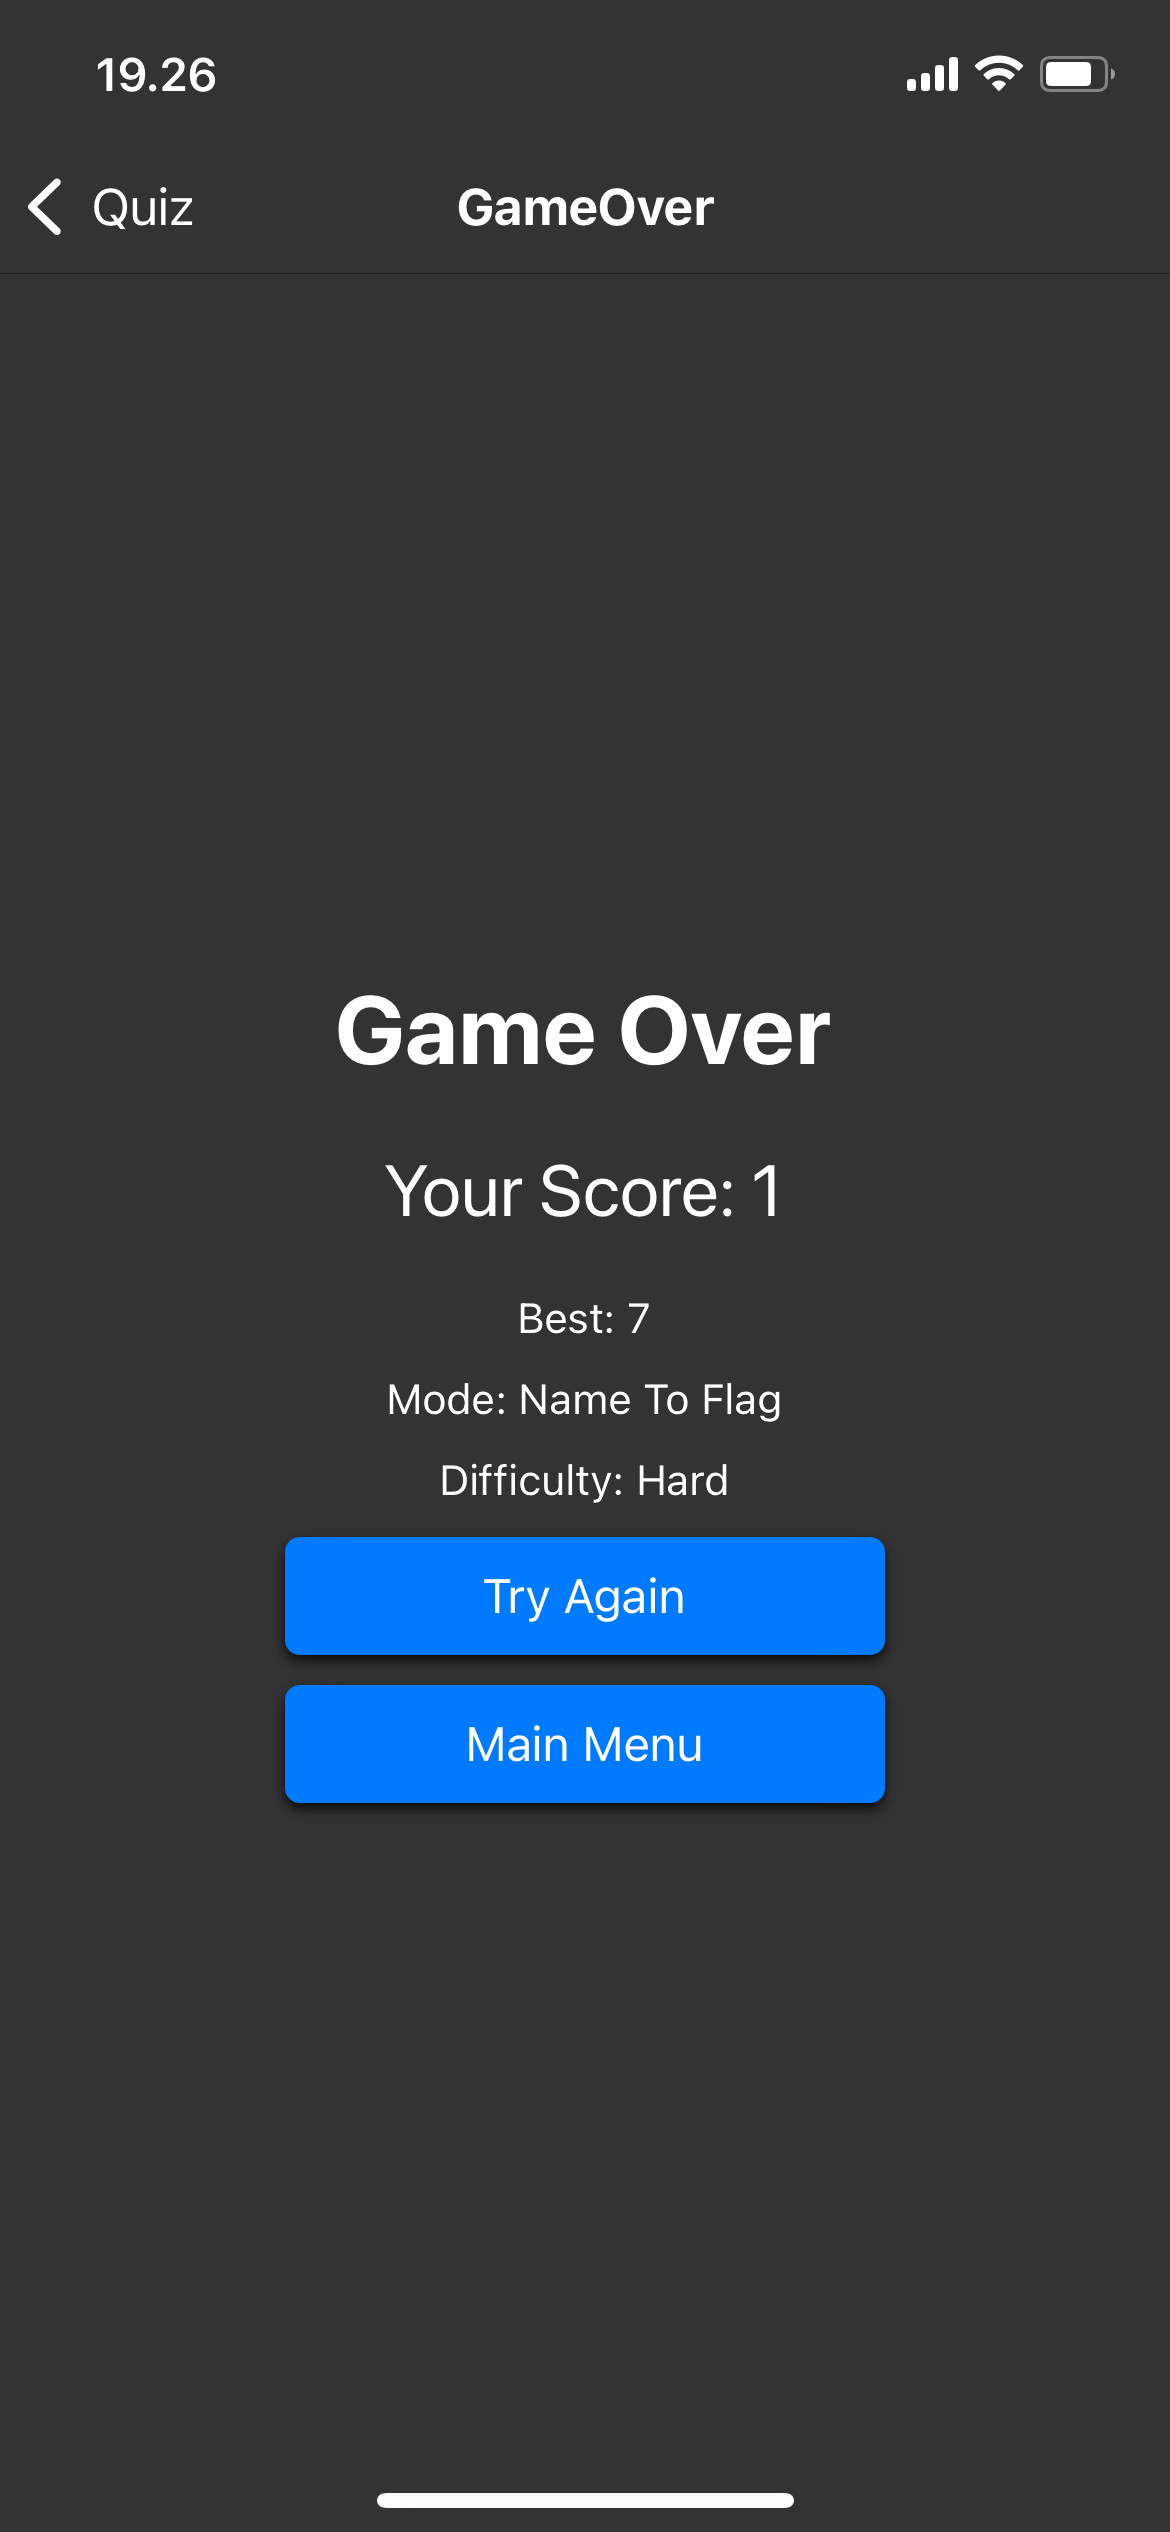 19.26
Quiz
GameOver
Game Over
Your Score: 1
Best: 7
Mode: Name To Flag
Difficulty: Hard
Try Again
Main Menu